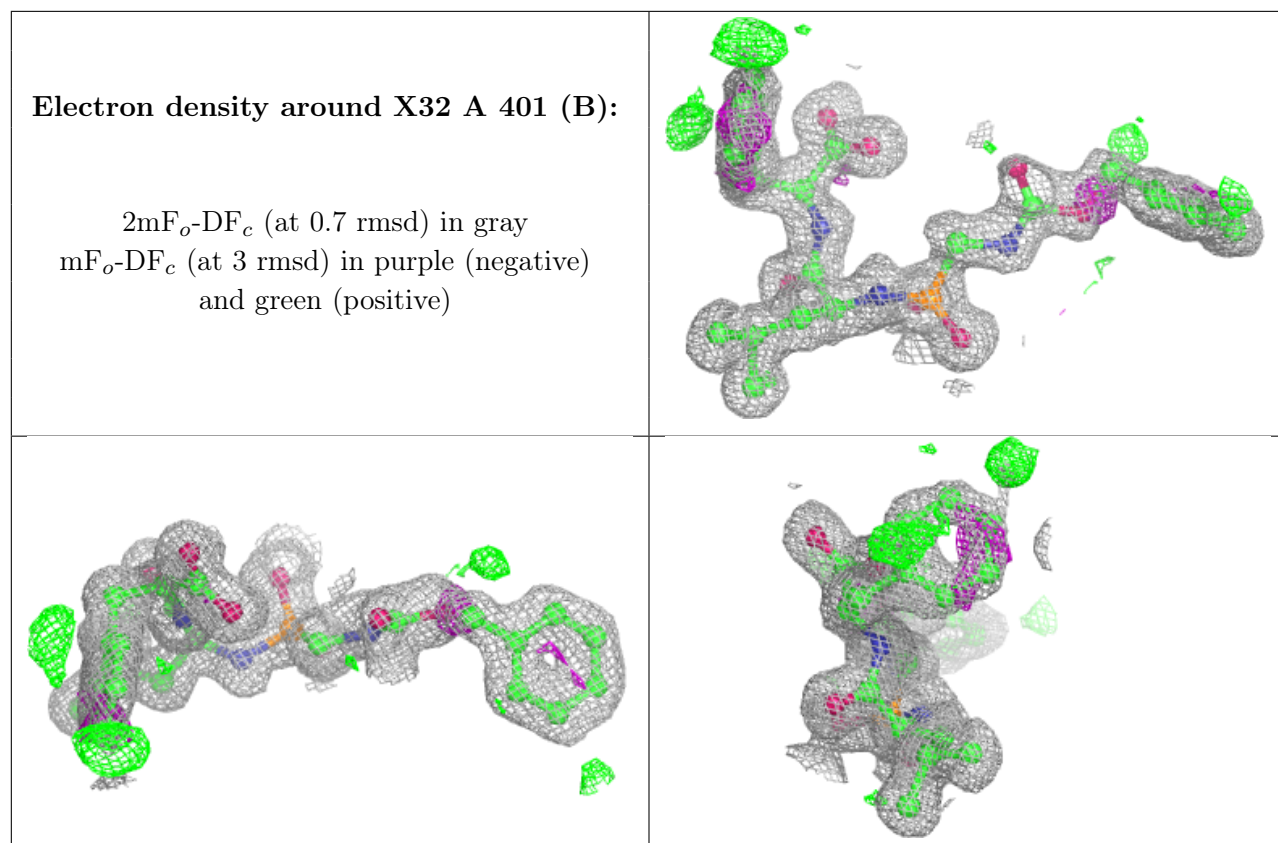 Electron density around X32 A 401 (B):
2mFₒ-DF𝑐 (at 0.7 rmsd) in gray
mFₒ-DF𝑐 (at 3 rmsd) in purple (negative)
and green (positive)